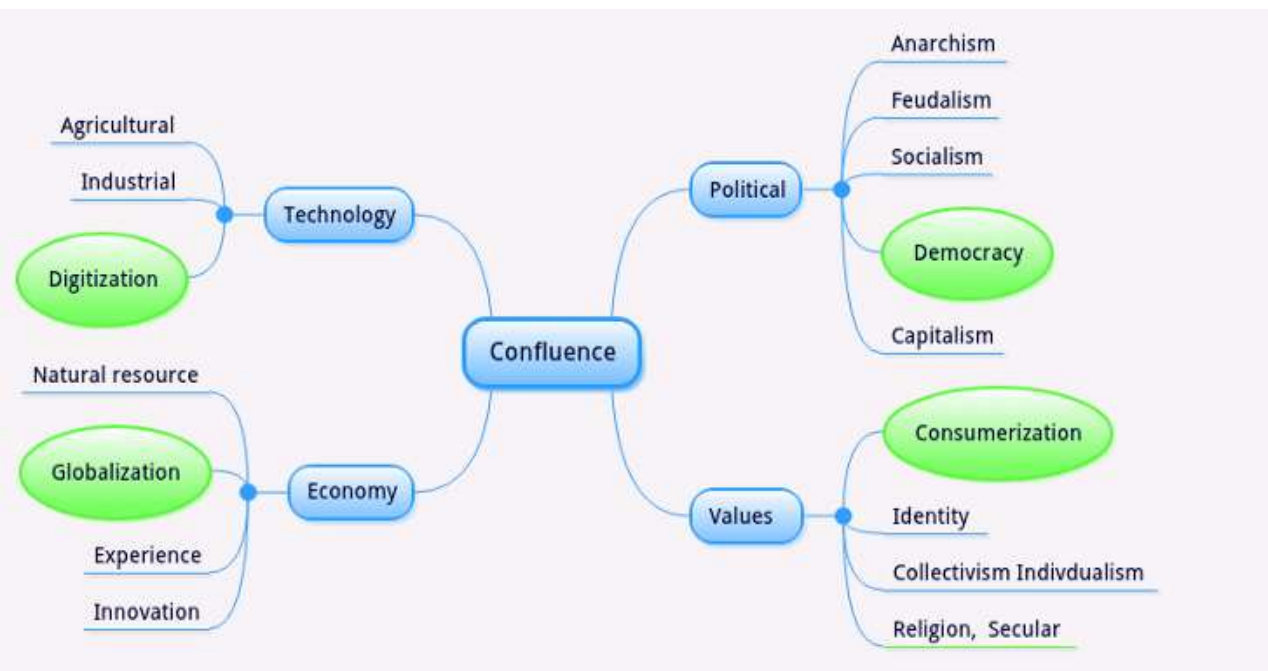 Agricultural
Industrial
Digitization
Technology
Natural resource
Globalization
Experience
Innovation
Economy
Confluence
Political
Anarchism
Feudalism
Socialism
Democracy
Capitalism
Values
Consumerization
Identity
Collectivism Indivdualism
Religion,  Secular